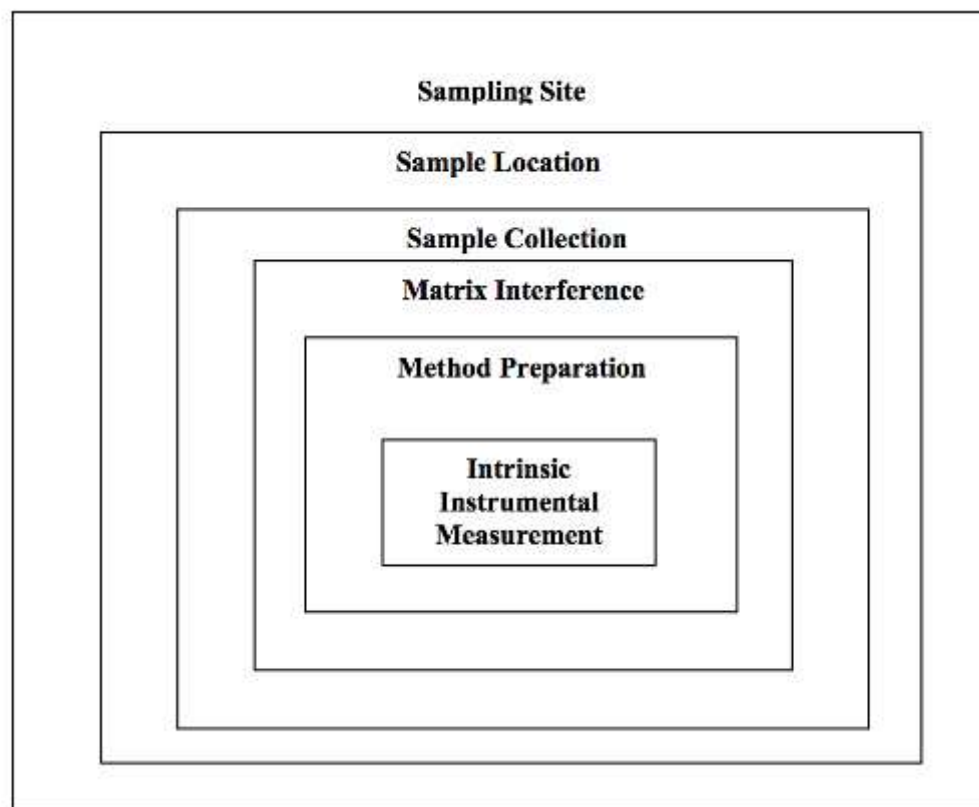 Sampling Site
Sample Location
Sample Collection
Matrix Interference
Method Preparation
Intrinsic
Instrumental
Measurement